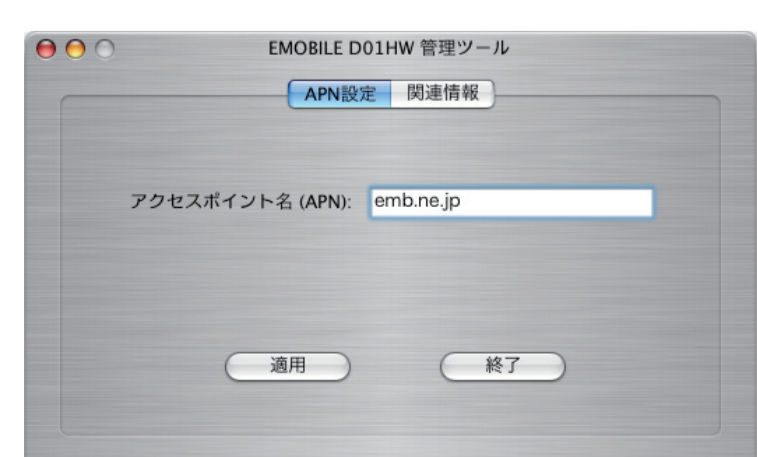 EMOBILE D01HW 管理ツール
APN設定 関連情報
アクセスポイント名 (APN): emb.ne.jp
適用 終了